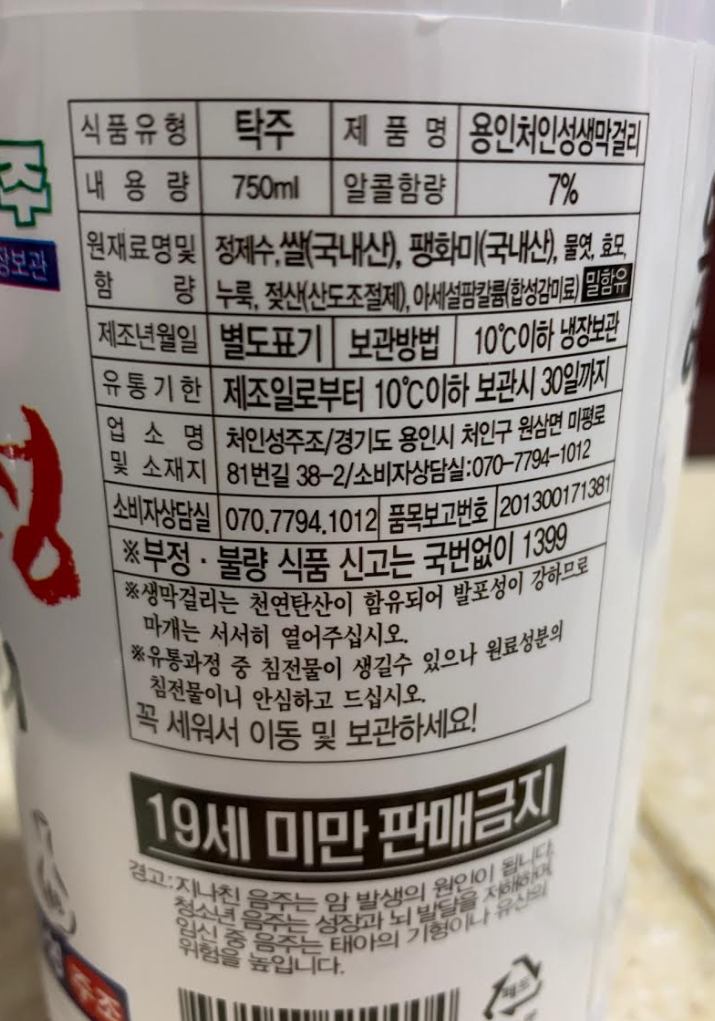 식품유형 탁주 제 품 명 용인처인성생막걸리
내 용 량 750ml 알콜함량 7%
원재료명및 정제수,쌀(국내산), 팽화미(국내산), 물엿, 효모,
함 량 누룩, 젖산(산도조절제), 아세설팜칼륨(합성감미료) 밀함유
제조년월일 별도표기 보관방법 10℃이하 냉장보관
유통기한 제조일로부터 10℃이하 보관시 30일까지
업 소 명 처인성주조/경기도 용인시 처인구 원삼면 미평로
및 소재지 81번길 38-2/소비자상담실:070-7794-1012
소비자상담실 070.7794.1012 품목보고번호 201300171381
※부정·불량 식품 신고는 국번없이 1399
※생막걸리는 천연탄산이 함유되어 발포성이 강하므로
마개는 서서히 열어주십시오.
※유통과정 중 침전물이 생길수 있으나 원료성분의
침전물이니 안심하고 드십시오.
꼭 세워서 이동 및 보관하세요!
19세 미만 판매금지
경고:지나친 음주는 암 발생의 원인이 됩니다.
청소년 음주는 성장과 뇌 발달을 저해하며,
임신 중 음주는 태아의 기형이나 유산의
위험을 높입니다.
주
장보관
성
주조
페트